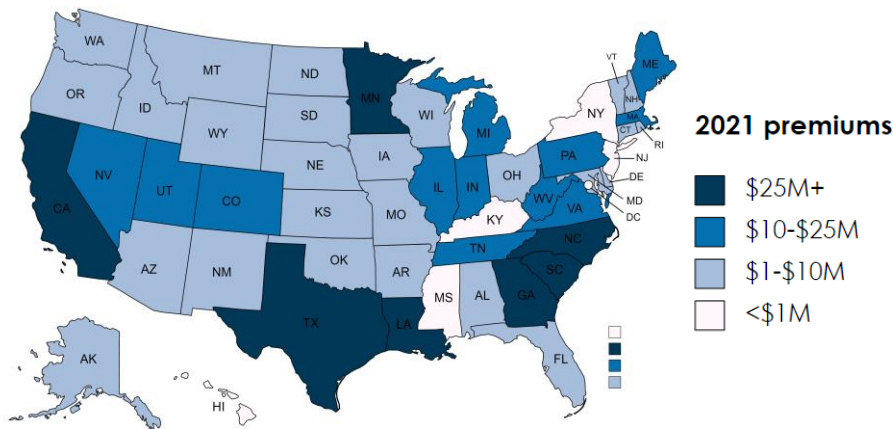 WA
MT
ND
MN
VT
ME
OR
ID
SD
WI
NH
NY
MA
WY
MI
CT
RI
IA
PA
NJ
NE
OH
DE
NV
UT
CO
IL
IN
WV
MD
VA
DC
CA
KS
MO
KY
NC
TN
AZ
NM
OK
AR
SC
MS
AL
GA
TX
LA
FL
AK
HI
2021 premiums
$25M+
$10-$25M
$1-$10M
<$1M